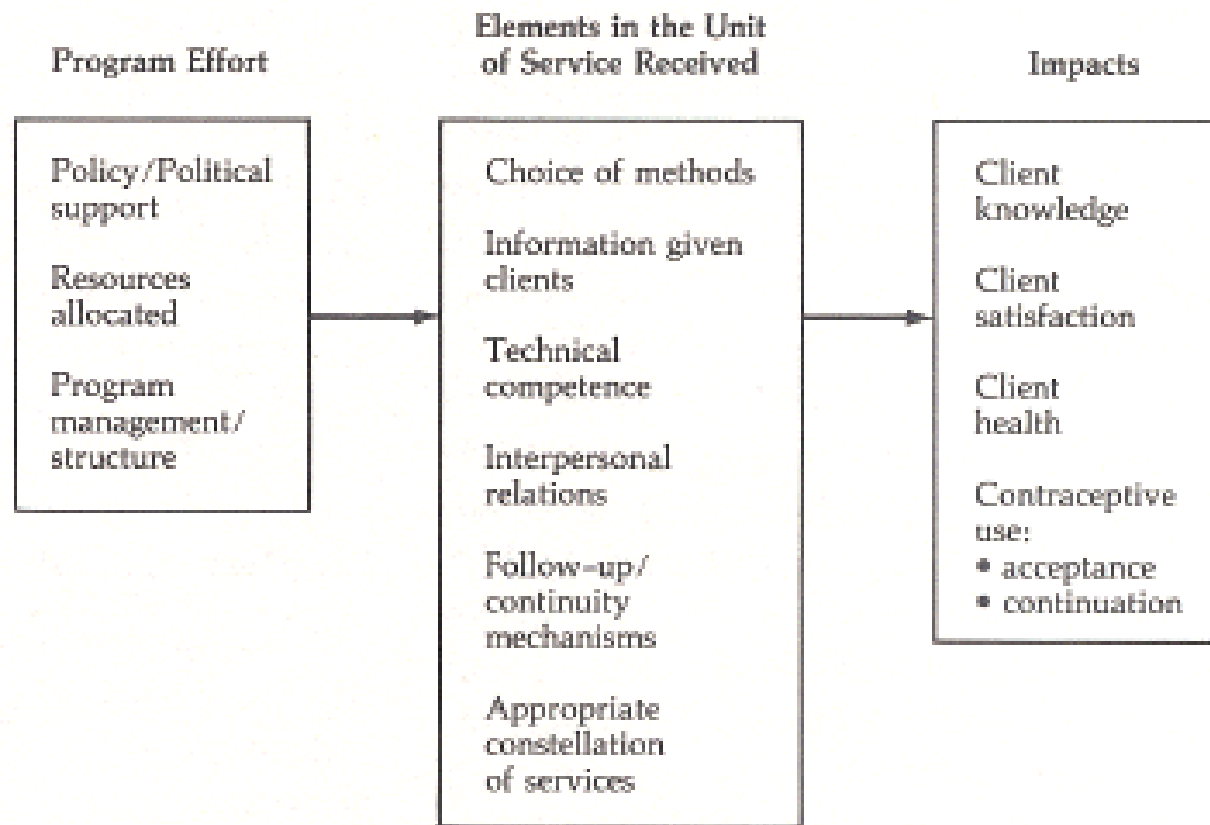 Program Effort
Policy/Political
support
Resources
allocated
Program
management/
structure
Elements in the Unit
of Service Received
Choice of methods
Information given
clients
Technical
competence
Interpersonal
relations
Follow-up/
continuity
mechanisms
Appropriate
constellation
of services
Impacts
Client
knowledge
Client
satisfaction
Client
health
Contraceptive
use:
• acceptance
• continuation